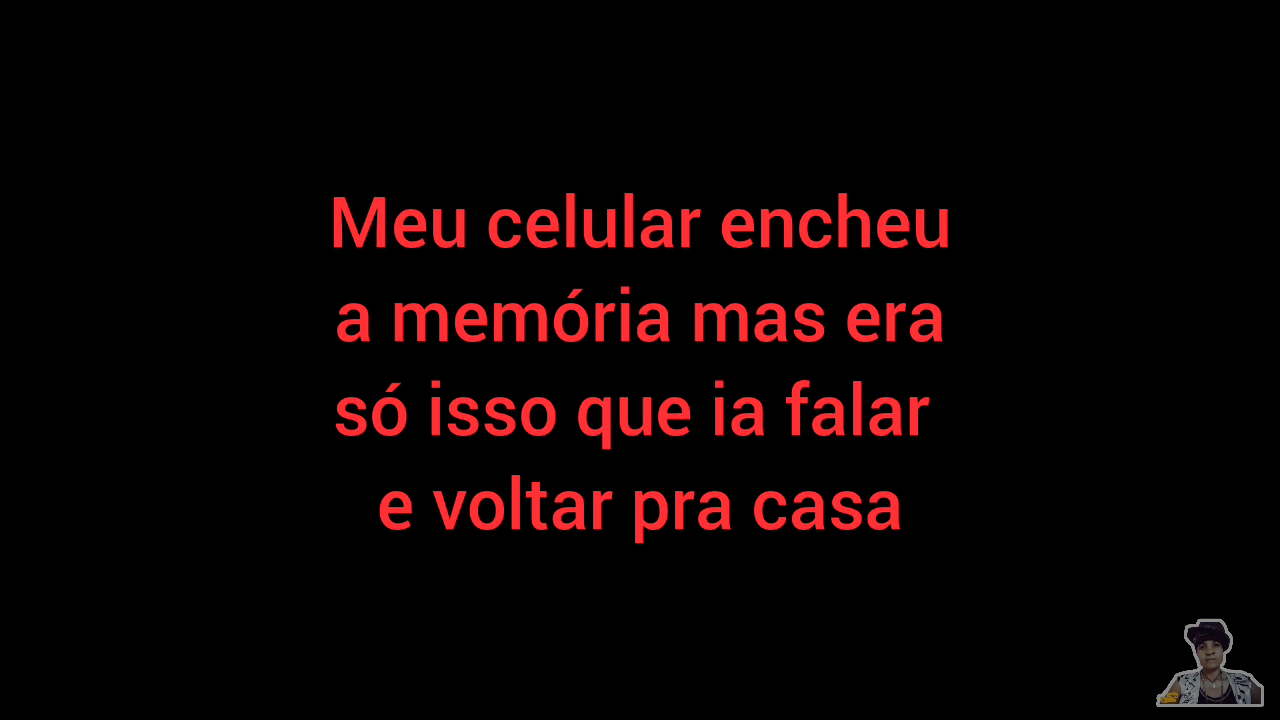 Meu celular encheu
a memória mas era
só isso que ia falar
e voltar pra casa